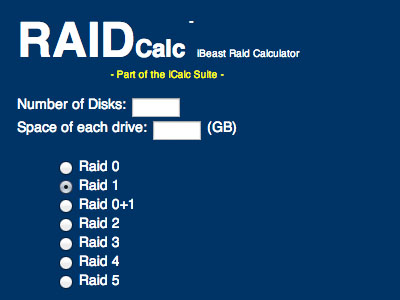 RAIDCalc IBeast Raid Calculator
- Part of the ICalc Suite -
Number of Disks:
Space of each drive: (GB)
Raid 0
Raid 1
Raid 0+1
Raid 2
Raid 3
Raid 4
Raid 5